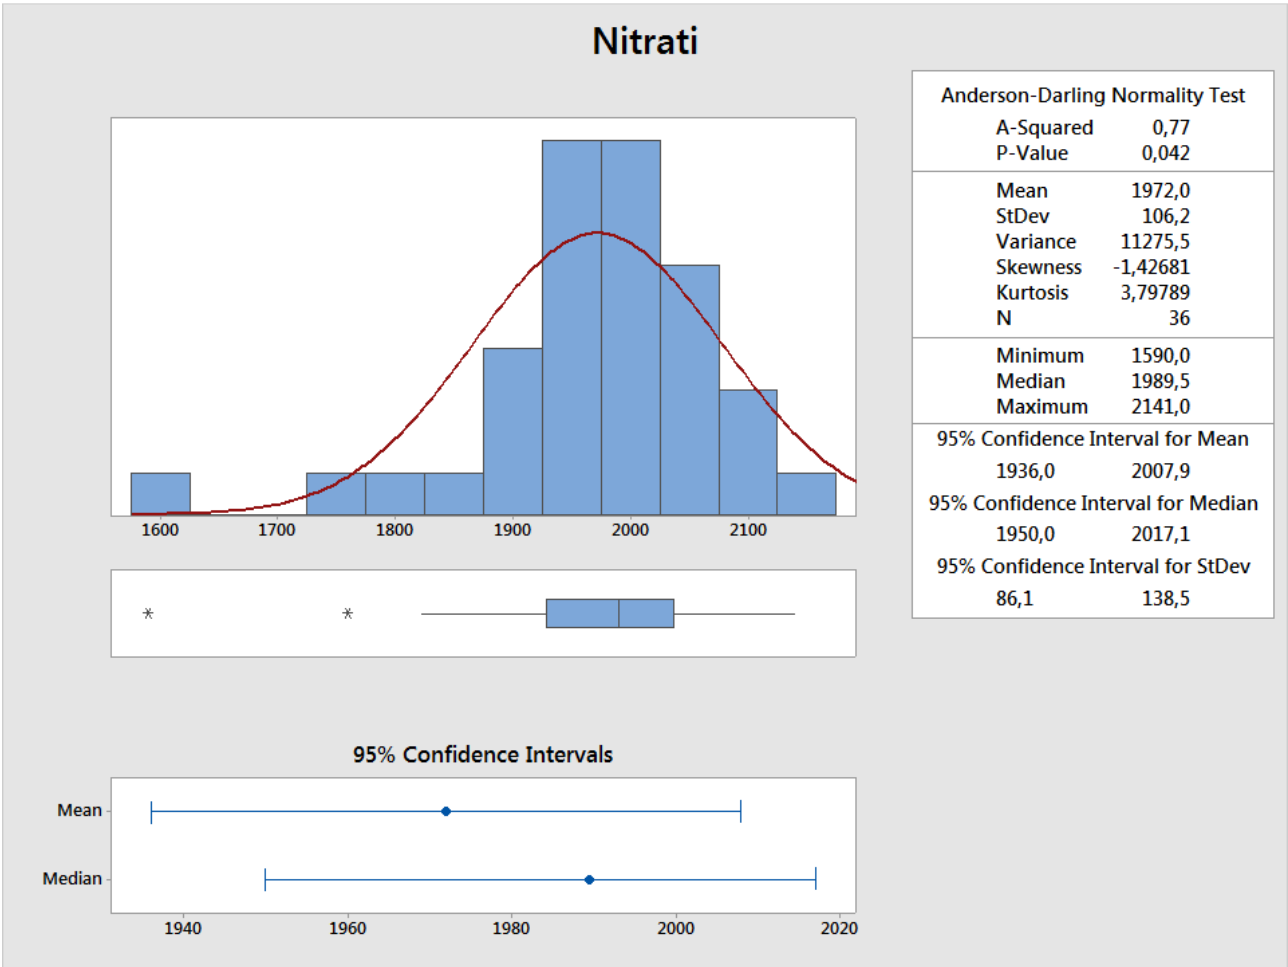 Nitrati
1600 1700 1800 1900 2000 2100
95% Confidence Intervals
Mean
Median
1940 1960 1980 2000 2020
Anderson-Darling Normality Test
A-Squared 0,77
P-Value 0,042
Mean 1972,0
StDev 106,2
Variance 11275,5
Skewness -1,42681
Kurtosis 3,79789
N 36
Minimum 1590,0
Median 1989,5
Maximum 2141,0
95% Confidence Interval for Mean
1936,0 2007,9
95% Confidence Interval for Median
1950,0 2017,1
95% Confidence Interval for StDev
86,1 138,5